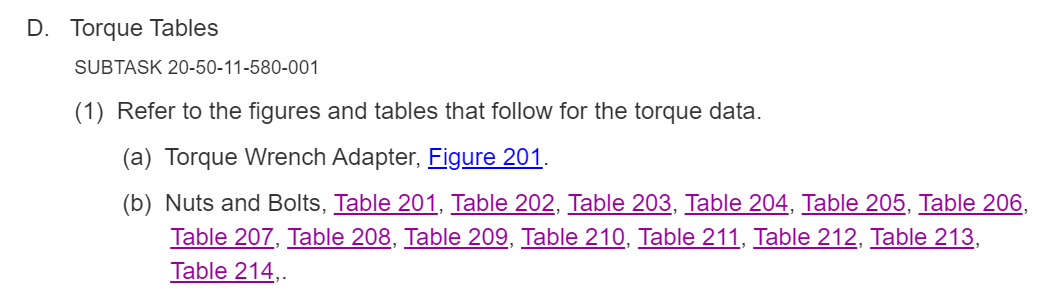 D. Torque Tables
SUBTASK 20-50-11-580-001
(1) Refer to the figures and tables that follow for the torque data.
(a) Torque Wrench Adapter, Figure 201.
(b) Nuts and Bolts, Table 201, Table 202, Table 203, Table 204, Table 205, Table 206,
Table 207, Table 208, Table 209, Table 210, Table 211, Table 212, Table 213,
Table 214,.